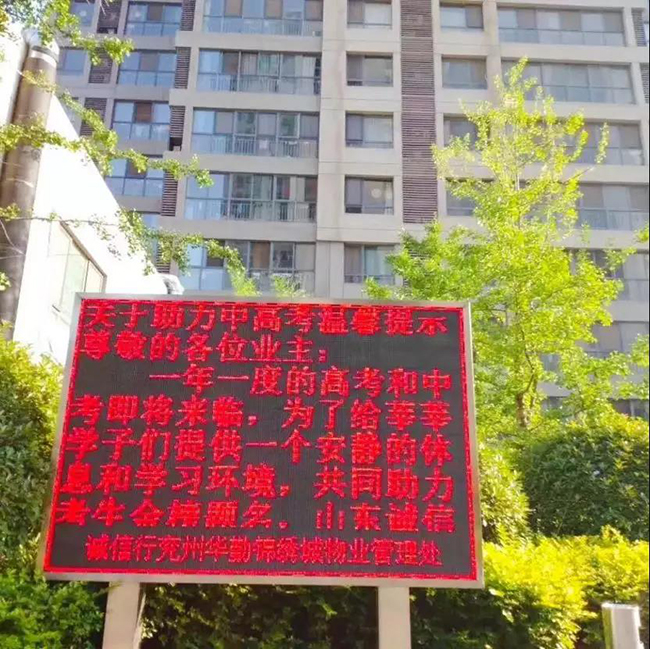 关于助力中高考温馨提示
尊敬的各位业主：
一年一度的高考和中
考即将来临，为了给莘莘
学子们提供一个安静的休
息和学习环境，共同助力
考生金榜题名。山东诚信
诚信行兖州华勤锦绣城物业管理处